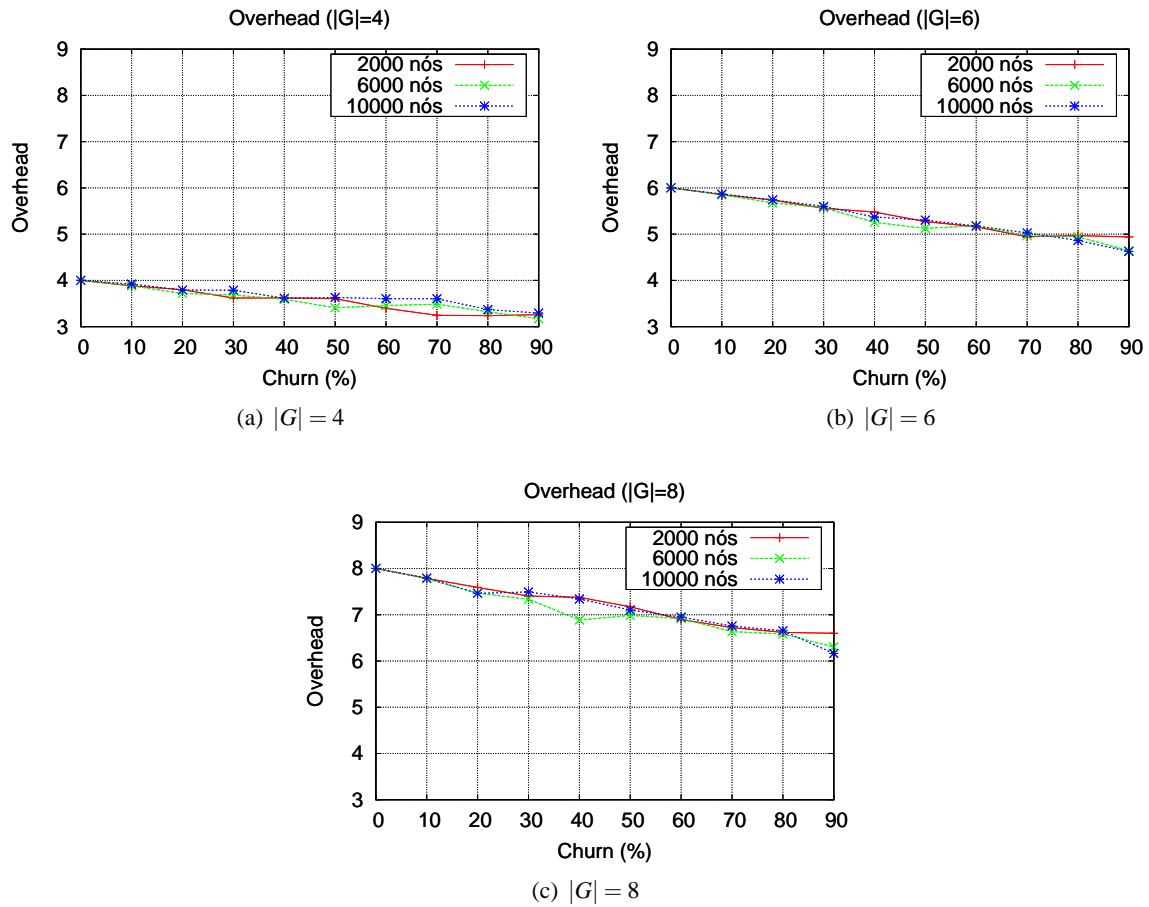 Overhead (|G|=4)
9
8
7
6
5
4
3
0 10 20 30 40 50 60 70 80 90
Overhead
Churn (%)
2000 nós
6000 nós
10000 nós
(a) |G| = 4
Overhead (|G|=6)
9
8
7
6
5
4
3
0 10 20 30 40 50 60 70 80 90
Overhead
Churn (%)
2000 nós
6000 nós
10000 nós
(b) |G| = 6
Overhead (|G|=8)
9
8
7
6
5
4
3
0 10 20 30 40 50 60 70 80 90
Overhead
Churn (%)
2000 nós
6000 nós
10000 nós
(c) |G| = 8